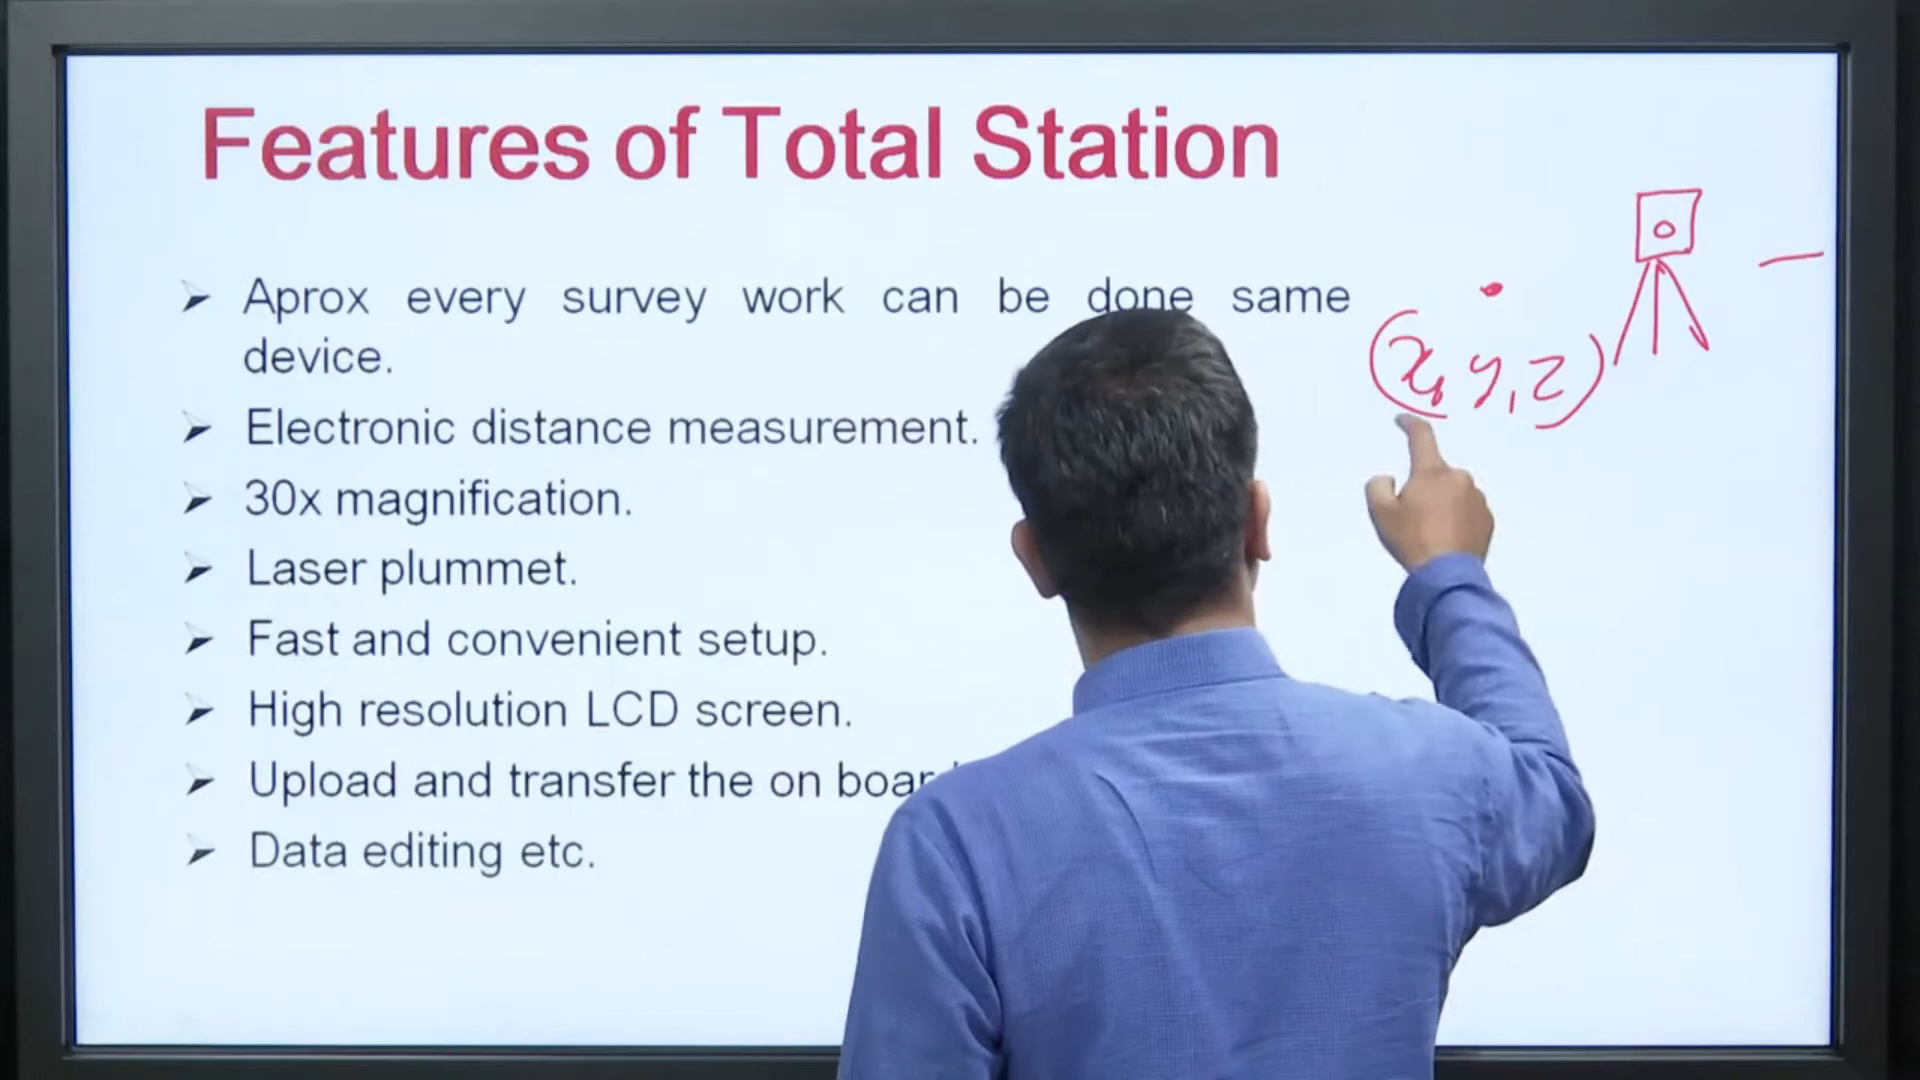 Features of Total Station
Aprox every survey work can be done same
device.
Electronic distance measurement.
30x magnification.
Laser plummet.
Fast and convenient setup.
High resolution LCD screen.
Upload and transfer the on
Data editing etc.
(x, y, z)